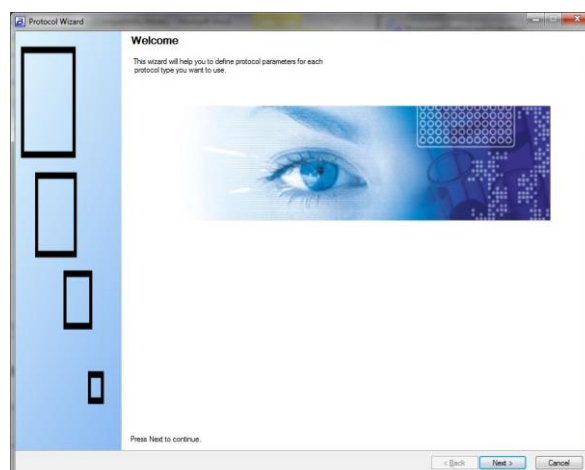 Protocol Wizard
Welcome
This wizard will help you to define protocol parameters for each
protocol type you want to use.
Press Next to continue.
< Back
Next >
Cancel